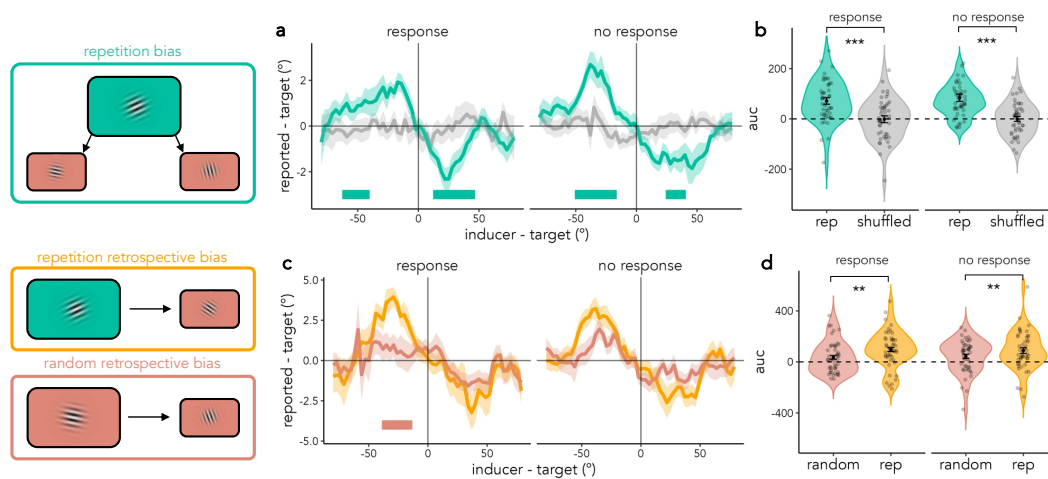 repetition bias
repetition retrospective bias
random retrospective bias
a
response
no response
reported - target (°)
2
0
-2
-50
0
50
-50
0
50
inducer - target (°)
b
response
no response
***
***
auc
200
0
-200
rep
shuffled
rep
shuffled
c
response
no response
reported - target (°)
5.0
2.5
0.0
-2.5
-5.0
-50
0
50
-50
0
50
inducer - target (°)
d
response
no response
**
**
auc
400
0
-400
random
rep
random
rep